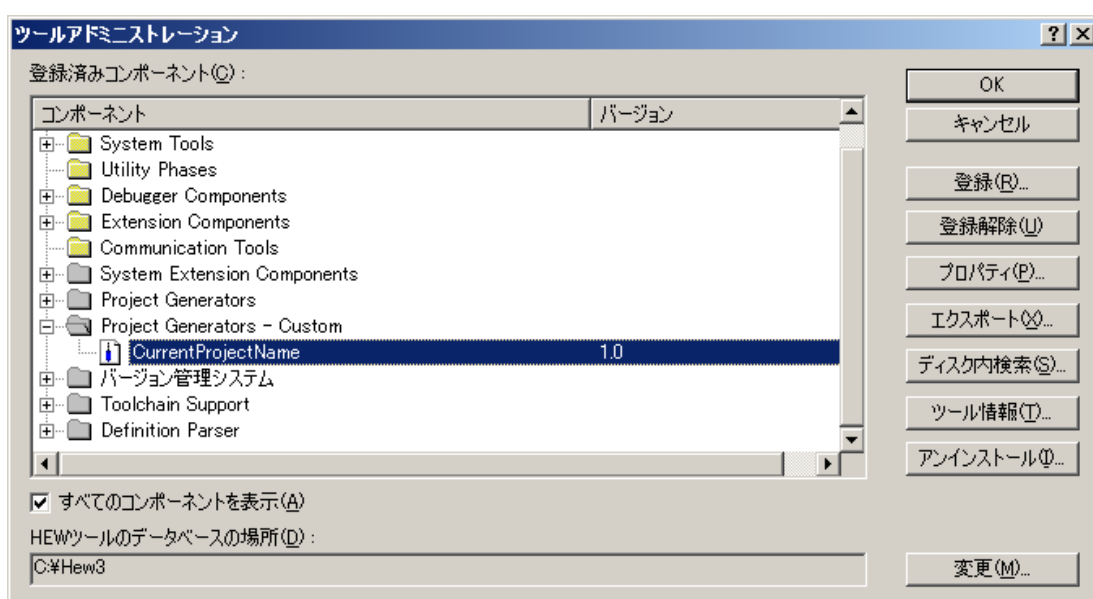 ツールアドミニストレーション
登録済みコンポーネント(C) :
コンポーネント バージョン
System Tools
Utility Phases
Debugger Components
Extension Components
Communication Tools
System Extension Components
Project Generators
Project Generators - Custom
CurrentProjectName 1.0
バージョン管理システム
Toolchain Support
Definition Parser
すべてのコンポーネントを表示(A)
HEWツールのデータベースの場所(D) :
C:¥Hew3
OK
キャンセル
登録(R)...
登録解除(U)
プロパティ(P)...
エクスポート(X)...
ディスク内検索(S)...
ツール情報(T)...
アンインストール(I)...
変更(M)...